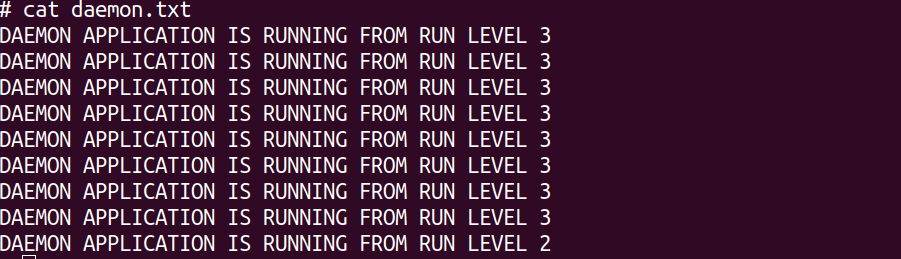 # cat daemon.txt
DAEMON APPLICATION IS RUNNING FROM RUN LEVEL 3
DAEMON APPLICATION IS RUNNING FROM RUN LEVEL 3
DAEMON APPLICATION IS RUNNING FROM RUN LEVEL 3
DAEMON APPLICATION IS RUNNING FROM RUN LEVEL 3
DAEMON APPLICATION IS RUNNING FROM RUN LEVEL 3
DAEMON APPLICATION IS RUNNING FROM RUN LEVEL 3
DAEMON APPLICATION IS RUNNING FROM RUN LEVEL 3
DAEMON APPLICATION IS RUNNING FROM RUN LEVEL 3
DAEMON APPLICATION IS RUNNING FROM RUN LEVEL 2